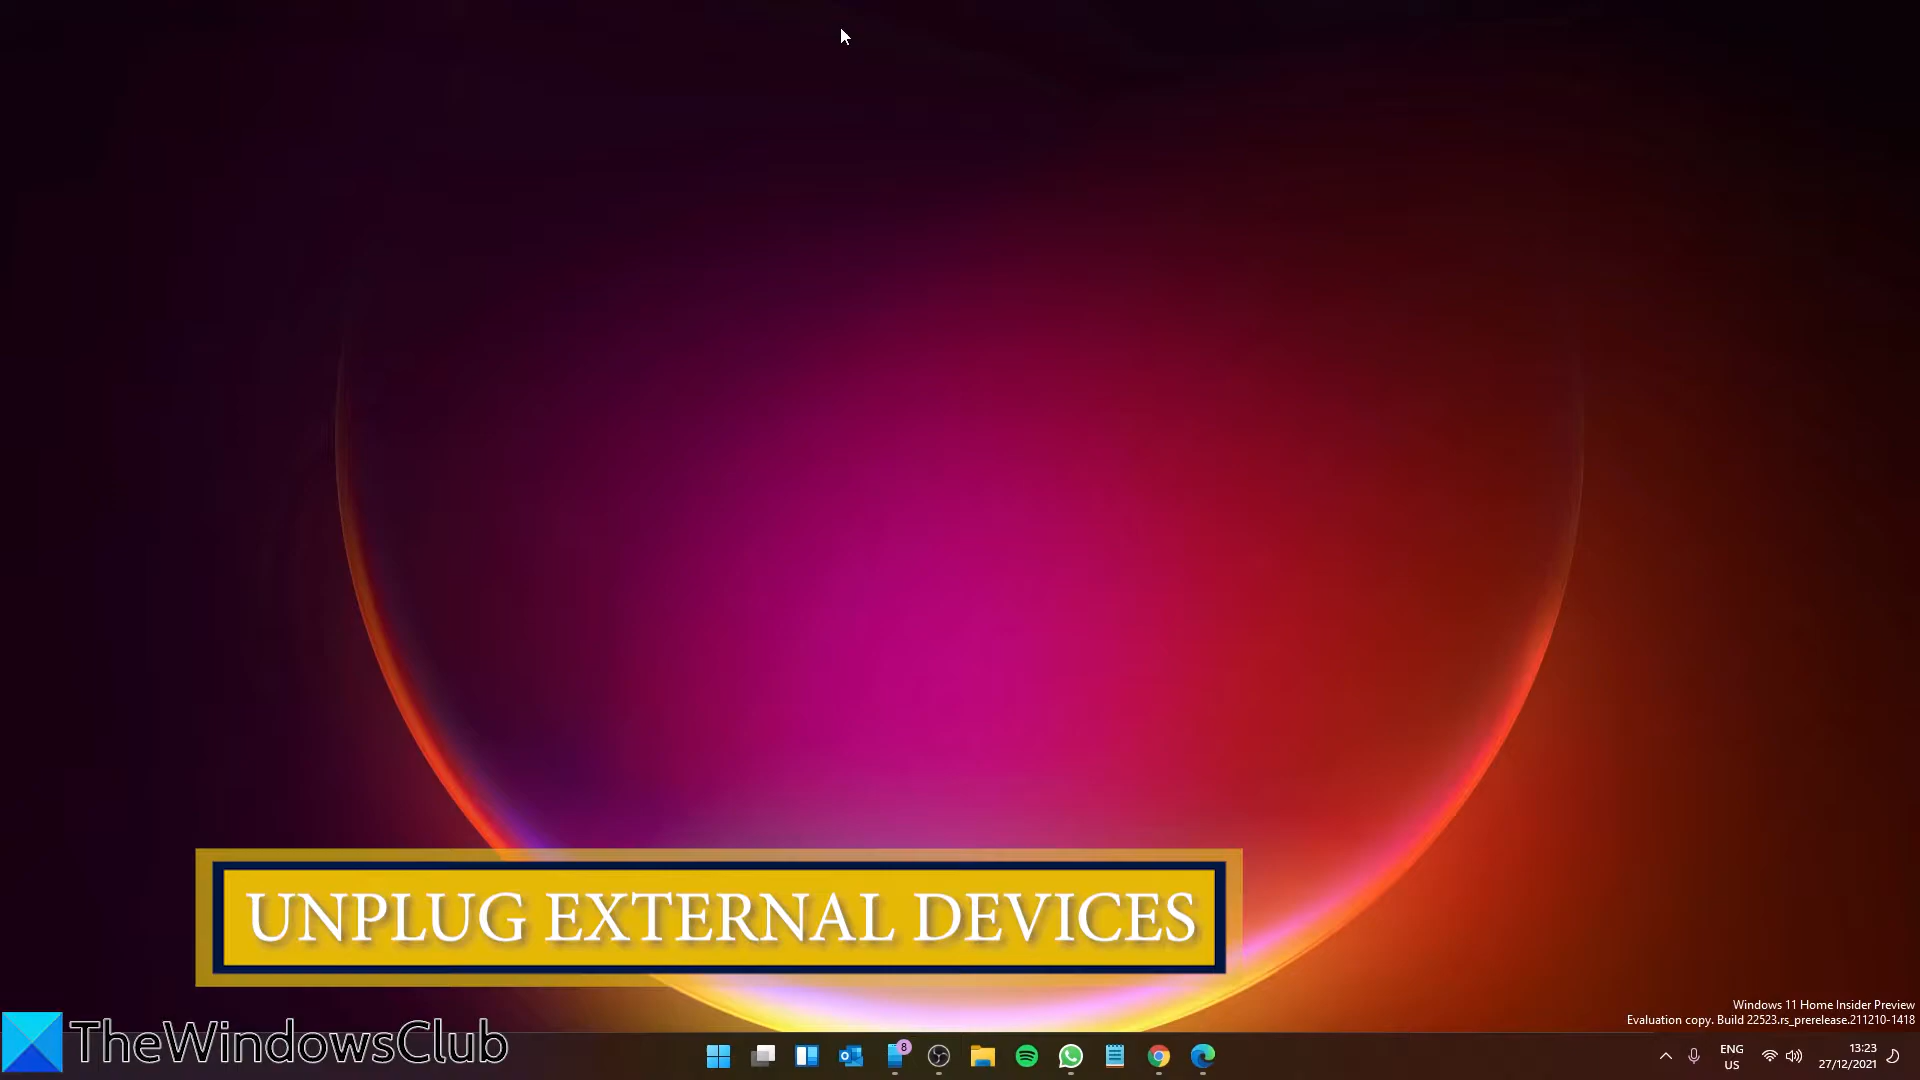 UNPLUG EXTERNAL DEVICES
Windows 11 Home Insider Preview
Evaluation copy. Build 22523.rs_prerelease.211210-1418
TheWindowsClub
8
ENG
US
13:23
27/12/2021